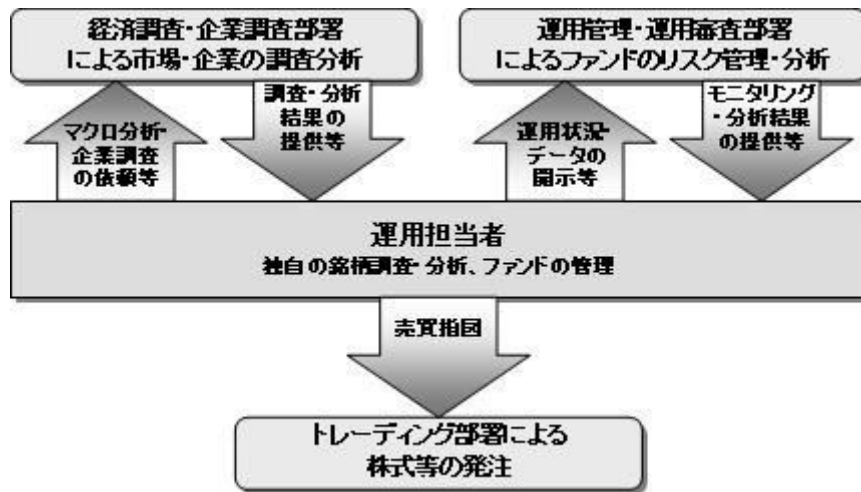 経済調査・企業調査部署
による市場・企業の調査分析
運用管理・運用審査部署
によるファンドのリスク管理・分析
マクロ分析・
企業調査
の依頼等
調査・分析
結果の
提供等
運用状況・
データの
開示等
モニタリング
・分析結果
の提供等
運用担当者
独自の銘柄調査・分析、ファンドの管理
売買指図
トレーディング部署による
株式等の発注